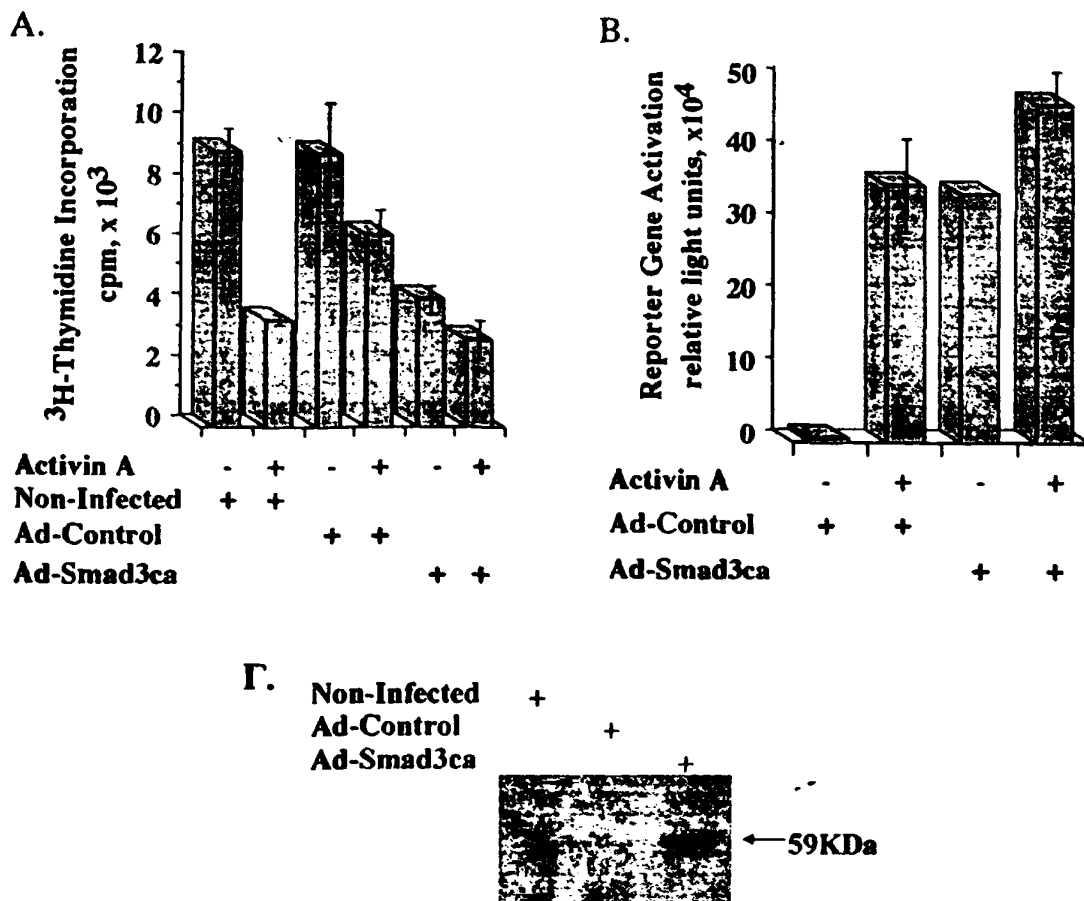 A.
³H-Thymidine Incorporation
cpm, x 10³
12
10
8
6
4
2
0
Activin A - + - + - +
Non-Infected + +
Ad-Control + +
Ad-Smad3ca + +
B.
Reporter Gene Activation
relative light units, x10⁴
50
40
30
20
10
0
Activin A - + - +
Ad-Control + +
Ad-Smad3ca + +
Γ.
Non-Infected +
Ad-Control +
Ad-Smad3ca +
59KDa